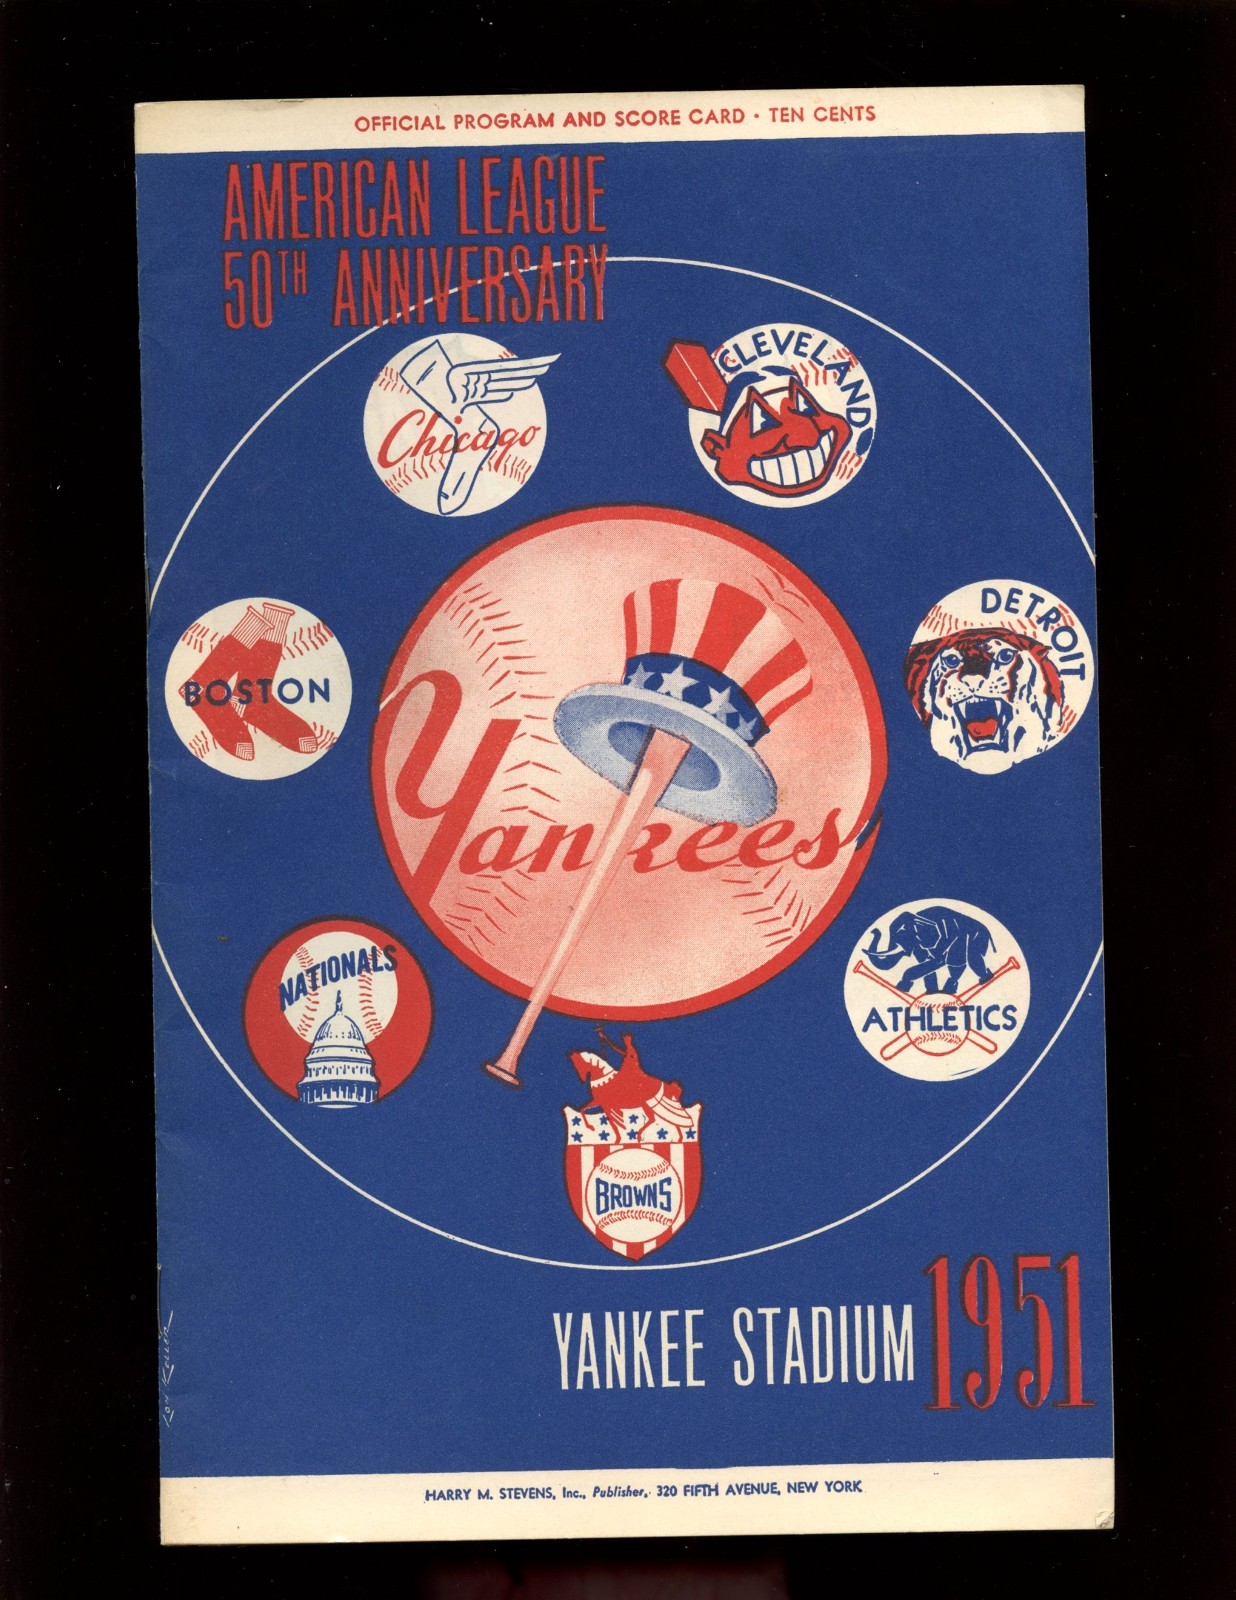 OFFICIAL PROGRAM AND SCORE CARD · TEN CENTS
AMERICAN LEAGUE
50TH ANNIVERSARY
Chicago
CLEVELAND
BOSTON
DETROIT
Yankees
NATIONALS
ATHLETICS
BROWNS
YANKEE STADIUM 1951
HARRY M. STEVENS, Inc., Publisher, 320 FIFTH AVENUE, NEW YORK